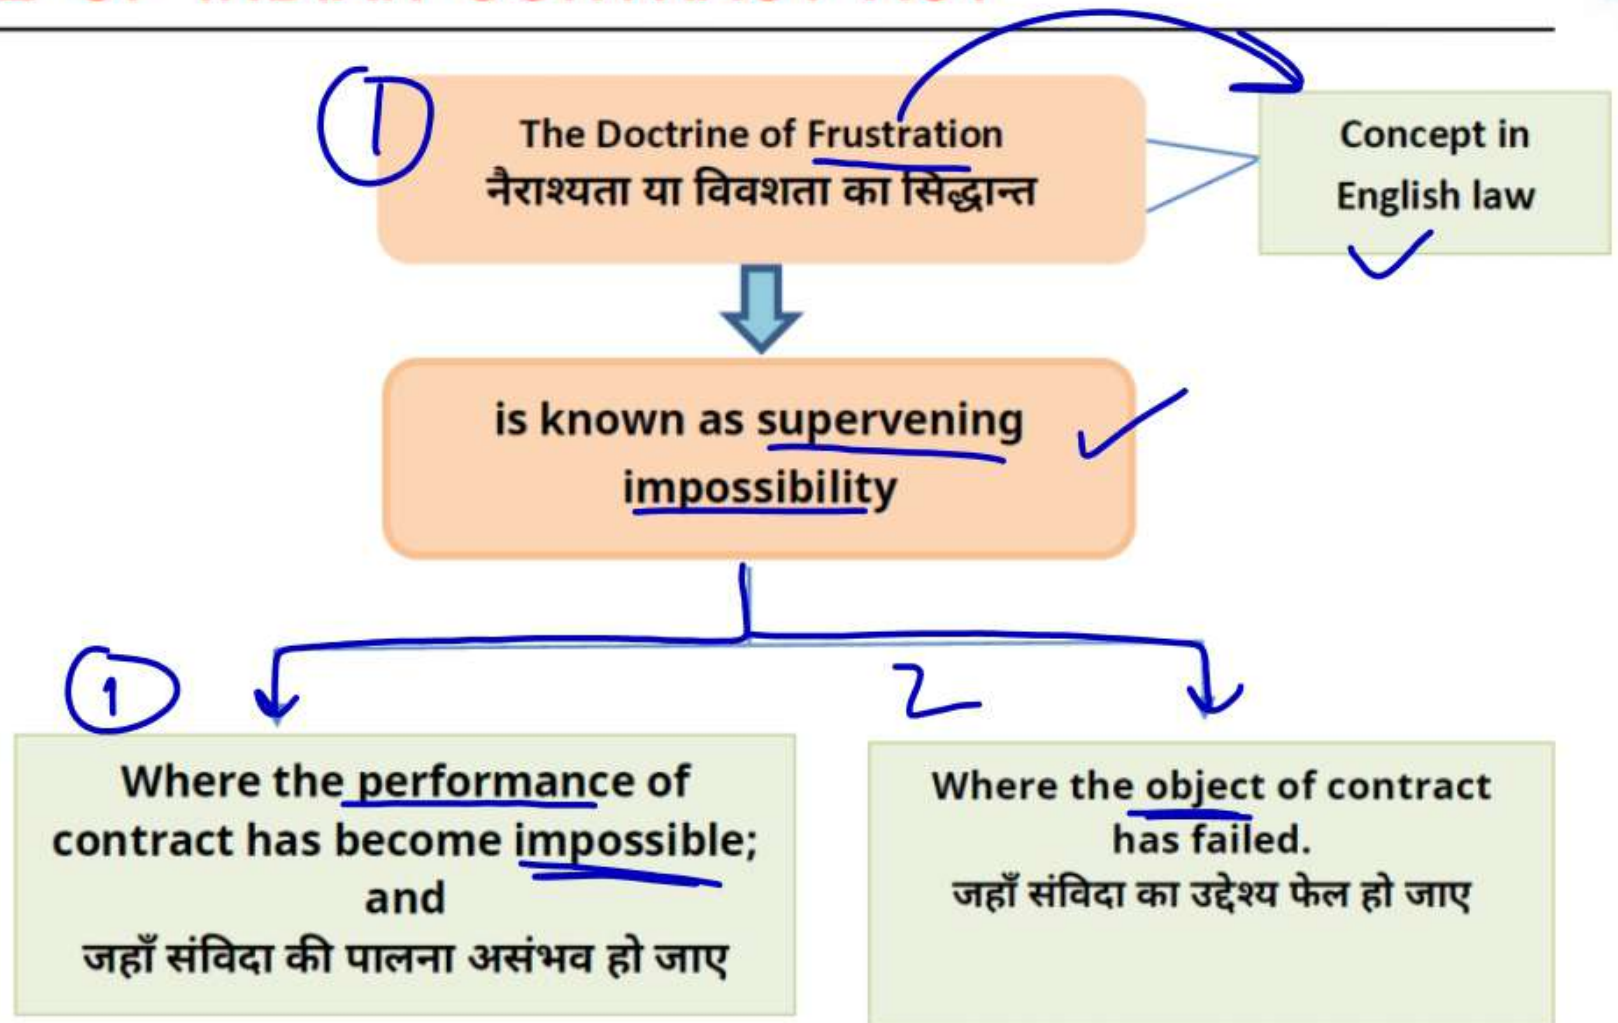 ①
The Doctrine of Frustration
नैराश्यता या विवशता का सिद्धान्त
Concept in
English law
is known as supervening
impossibility
①
2
Where the performance of
contract has become impossible;
and
जहाँ संविदा की पालना असंभव हो जाए
Where the object of contract
has failed.
जहाँ संविदा का उद्देश्य फेल हो जाए